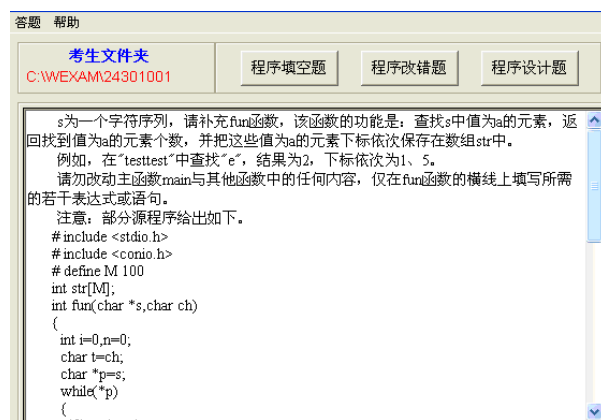 答题 帮助
考生文件夹
C:\WEXAM\24301001
程序填空题 程序改错题 程序设计题
s为一个字符序列，请补充fun函数，该函数的功能是：查找s中值为a的元素，返
回找到值为a的元素个数，并把这些值为a的元素下标依次保存在数组str中。
例如，在"testtest"中查找"e"，结果为2，下标依次为1、5。
请勿改动主函数main与其他函数中的任何内容，仅在fun函数的横线上填写所需
的若干表达式或语句。
注意：部分源程序给出如下。
#include <stdio.h>
#include <conio.h>
# define M 100
int str[M];
int fun(char *s,char ch)
{
int i=0,n=0;
char t=ch;
char *p=s;
while(*p)
{